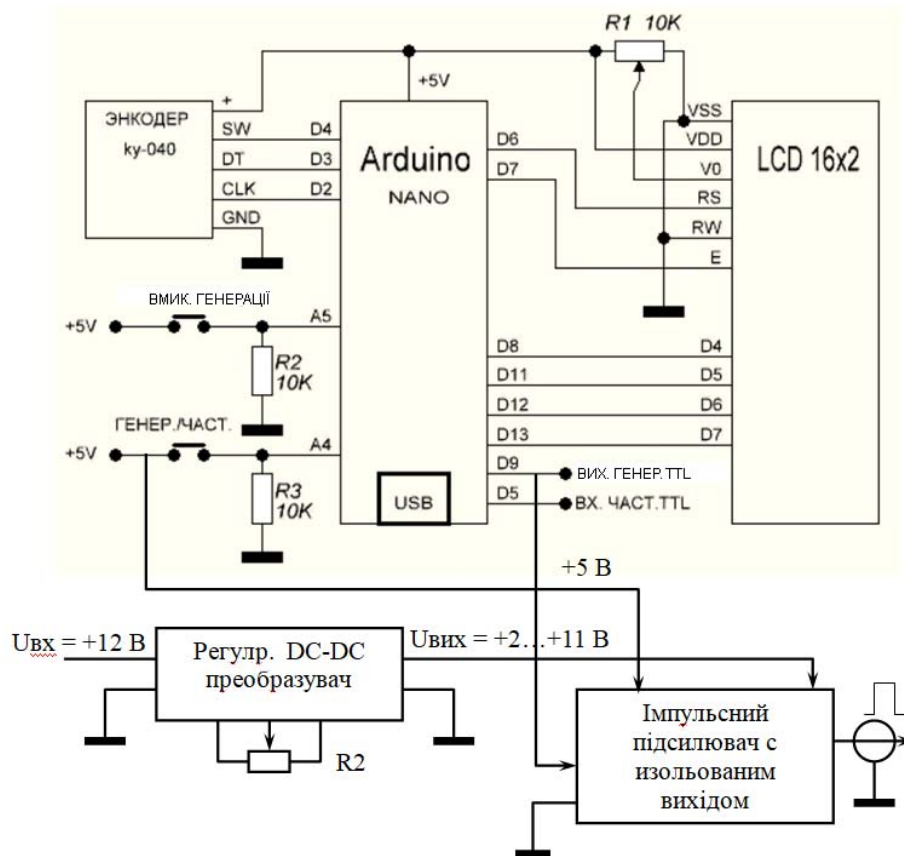 R1 10K
+5V
ЭНКОДЕР
ky-040
+
SW
DT
CLK
GND
D4
D3
D2
Arduino
NANO
D6
D7
VSS
VDD
V0
RS
RW
E
LCD 16x2
ВМИК. ГЕНЕРАЦІЇ
+5V
A5
R2
10K
ГЕНЕР./ЧАСТ.
+5V
A4
R3
10K
USB
D8
D11
D12
D13
D9
D5
D4
D5
D6
D7
ВИХ. ГЕНЕР.TTL
ВХ. ЧАСТ.TTL
+5 В
Uвх = +12 В
Регулр. DC-DC
преобразувач
R2
Uвих = +2…+11 В
Імпульсний
підсилювач с
изольованим
вихідом